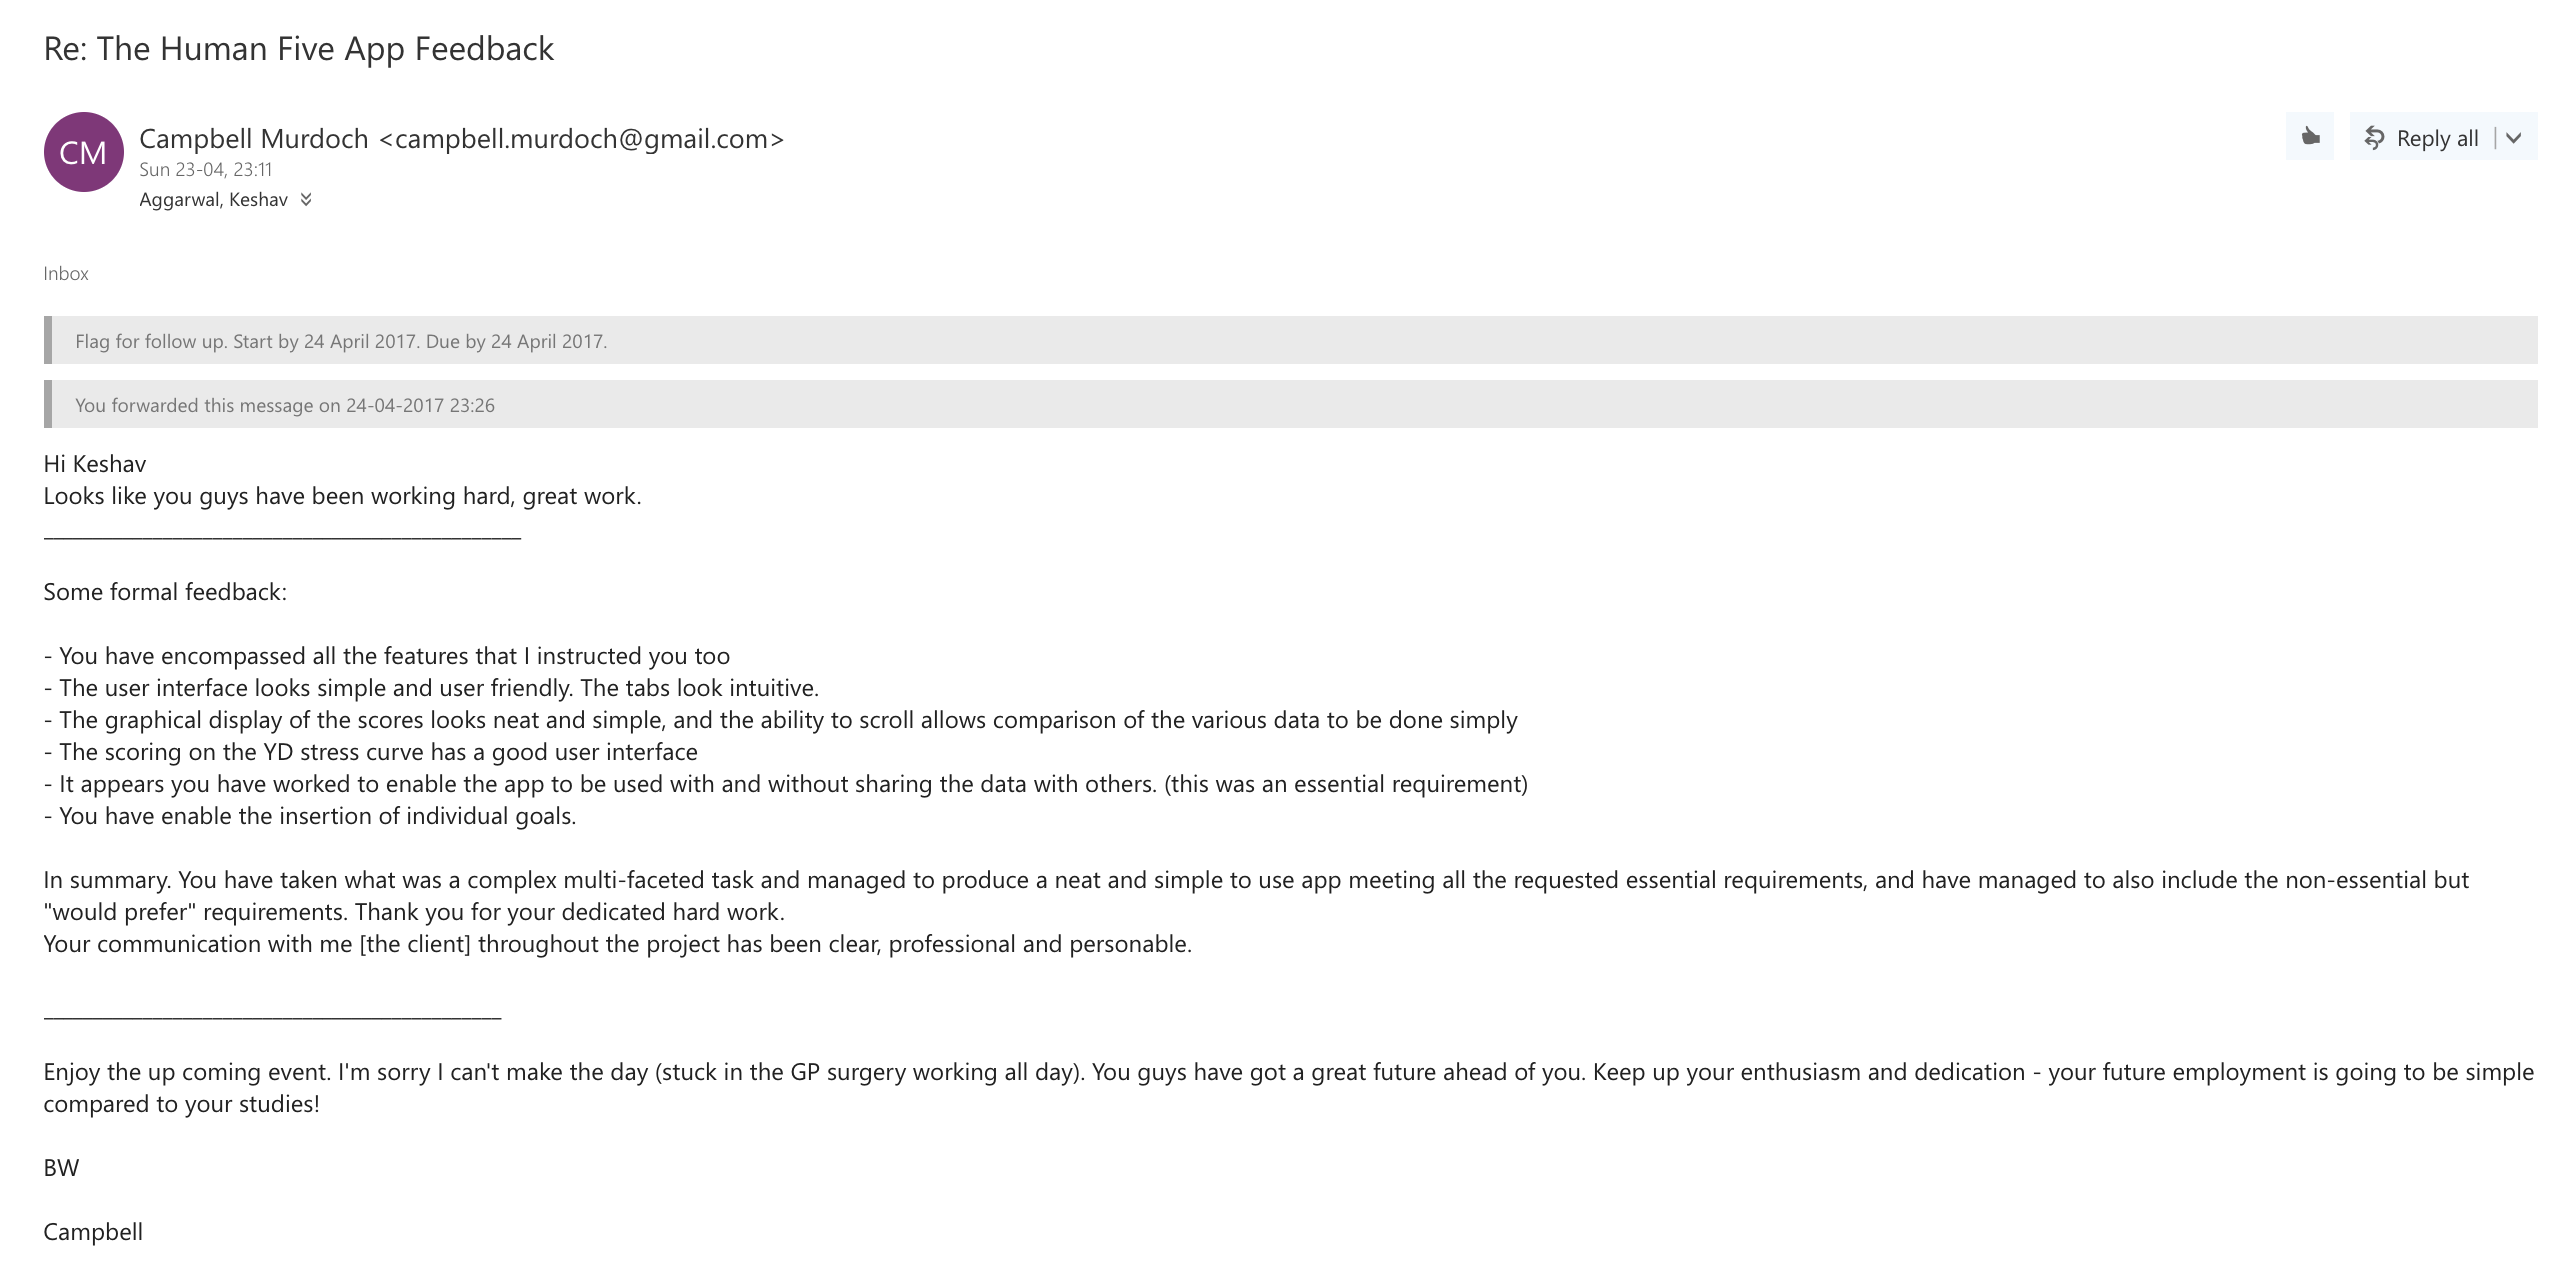 Re: The Human Five App Feedback
CM
Campbell Murdoch <campbell.murdoch@gmail.com>
Sun 23-04, 23:11
Aggarwal, Keshav
Reply all
Inbox
Flag for follow up. Start by 24 April 2017. Due by 24 April 2017.
You forwarded this message on 24-04-2017 23:26
Hi Keshav
Looks like you guys have been working hard, great work.
Some formal feedback:
- You have encompassed all the features that I instructed you too
- The user interface looks simple and user friendly. The tabs look intuitive.
- The graphical display of the scores looks neat and simple, and the ability to scroll allows comparison of the various data to be done simply
- The scoring on the YD stress curve has a good user interface
- It appears you have worked to enable the app to be used with and without sharing the data with others. (this was an essential requirement)
- You have enable the insertion of individual goals.
In summary. You have taken what was a complex multi-faceted task and managed to produce a neat and simple to use app meeting all the requested essential requirements, and have managed to also include the non-essential but
"would prefer" requirements. Thank you for your dedicated hard work.
Your communication with me [the client] throughout the project has been clear, professional and personable.
Enjoy the up coming event. I'm sorry I can't make the day (stuck in the GP surgery working all day). You guys have got a great future ahead of you. Keep up your enthusiasm and dedication - your future employment is going to be simple
compared to your studies!
BW
Campbell